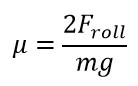 μ = 2F_roll / mg